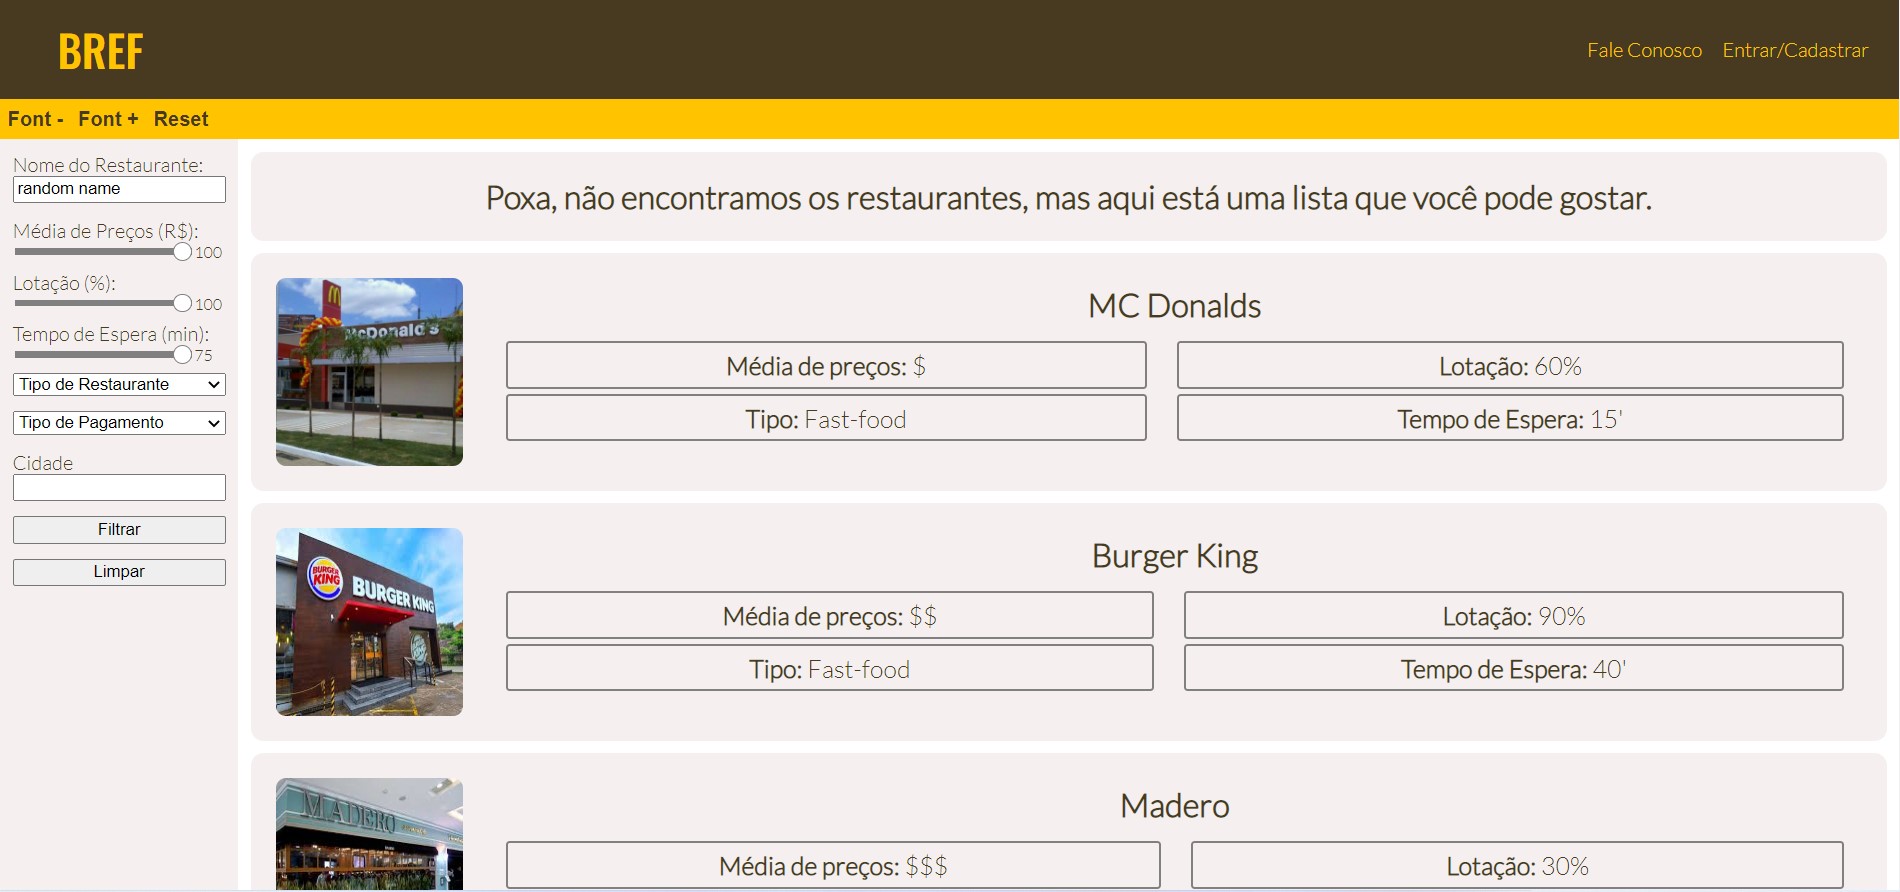 BREF
Fale Conosco Entrar/Cadastrar
Font - Font + Reset
Nome do Restaurante:
random name
Média de Preços (R$):
100
Lotação (%):
100
Tempo de Espera (min):
75
Tipo de Restaurante
Tipo de Pagamento
Cidade
Filtrar
Limpar
Poxa, não encontramos os restaurantes, mas aqui está uma lista que você pode gostar.
McDonald's
MC Donalds
Média de preços: $ Lotação: 60%
Tipo: Fast-food Tempo de Espera: 15'
BURGER KING
BURGER KING
Burger King
Média de preços: $$ Lotação: 90%
Tipo: Fast-food Tempo de Espera: 40'
MADERO
Madero
Média de preços: $$$ Lotação: 30%